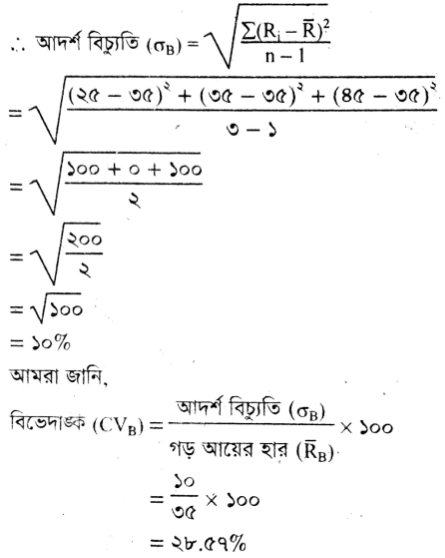 ∴ আদর্শ বিচ্যুতি (σ_B) = √(Σ(R_i – R̅)² / n – 1)
= √((২৫ – ৩৫)² + (৩৫ – ৩৫)² + (৪৫ – ৩৫)² / ৩ – ১)
= √(১০০ + ০ + ১০০ / ২)
= √(২০০ / ২)
= √১০০
= ১০%
আমরা জানি,
বিভেদাঙ্ক (CV_B) = আদর্শ বিচ্যুতি (σ_B) / গড় আয়ের হার (R̅_B) × ১০০
= ১০ / ৩৫ × ১০০
= ২৮.৫৭%